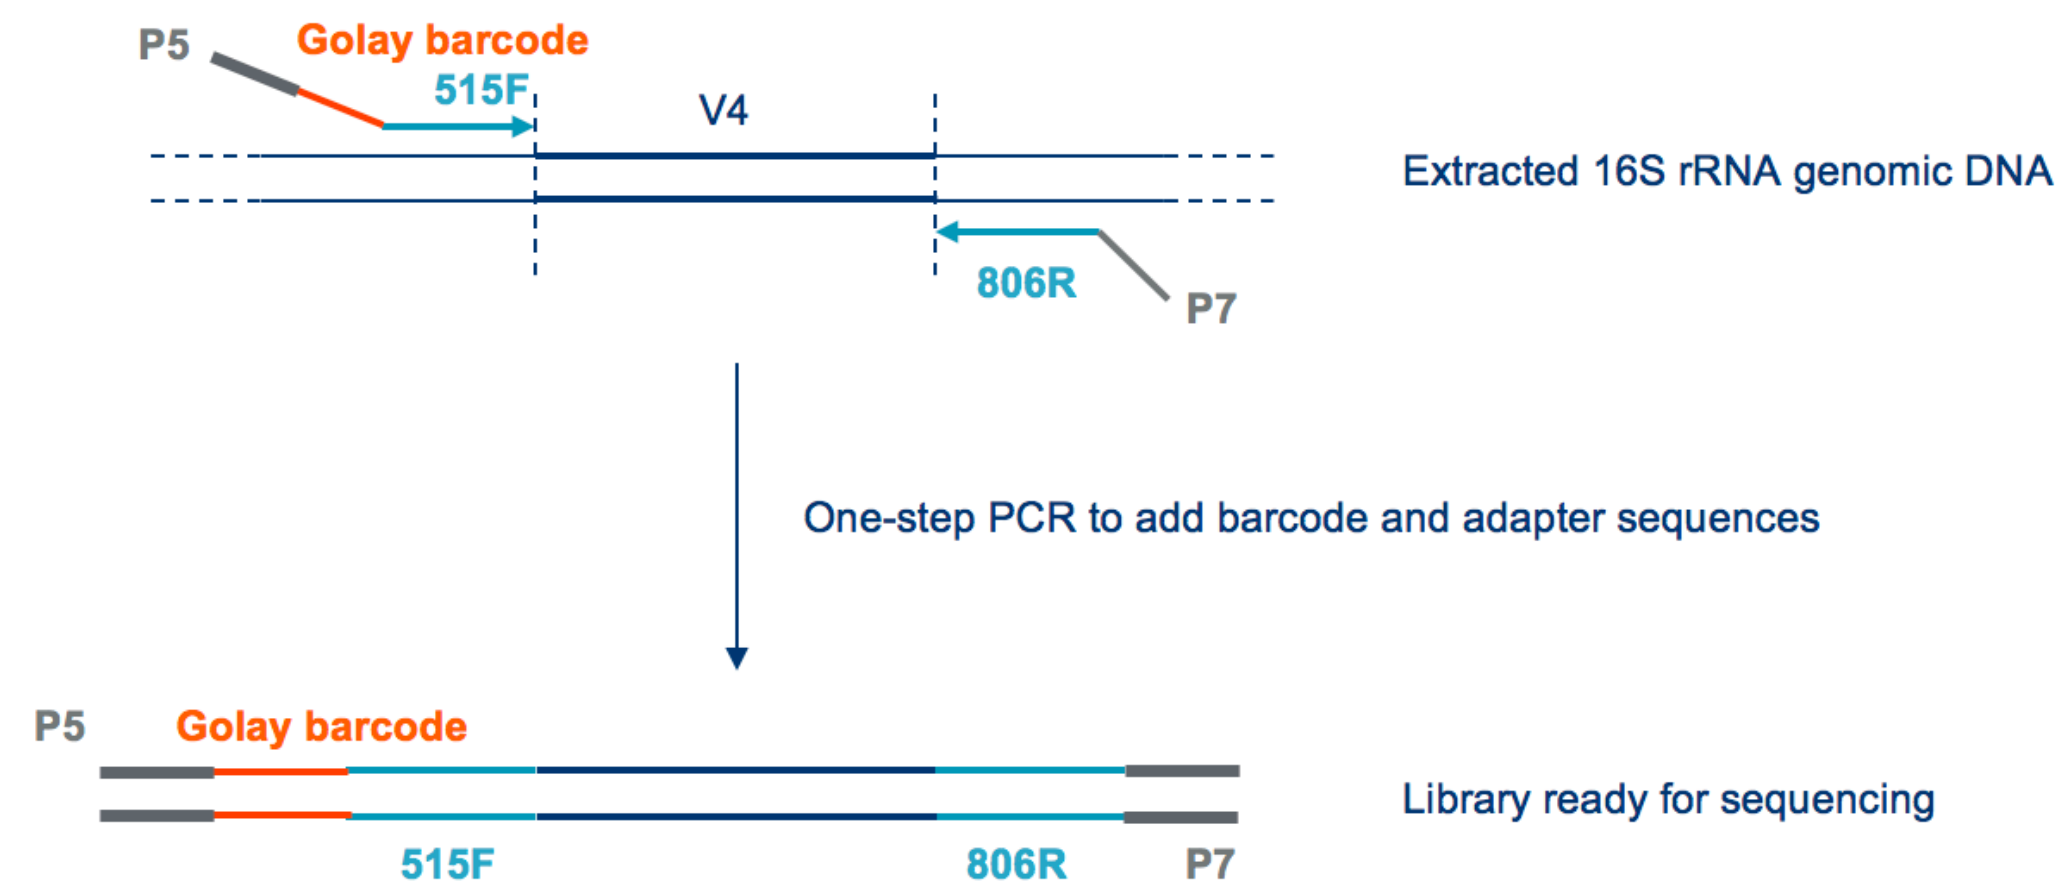 P5
Golay barcode
515F
V4
Extracted 16S rRNA genomic DNA
806R
P7
One-step PCR to add barcode and adapter sequences
P5
Golay barcode
Library ready for sequencing
515F
806R
P7